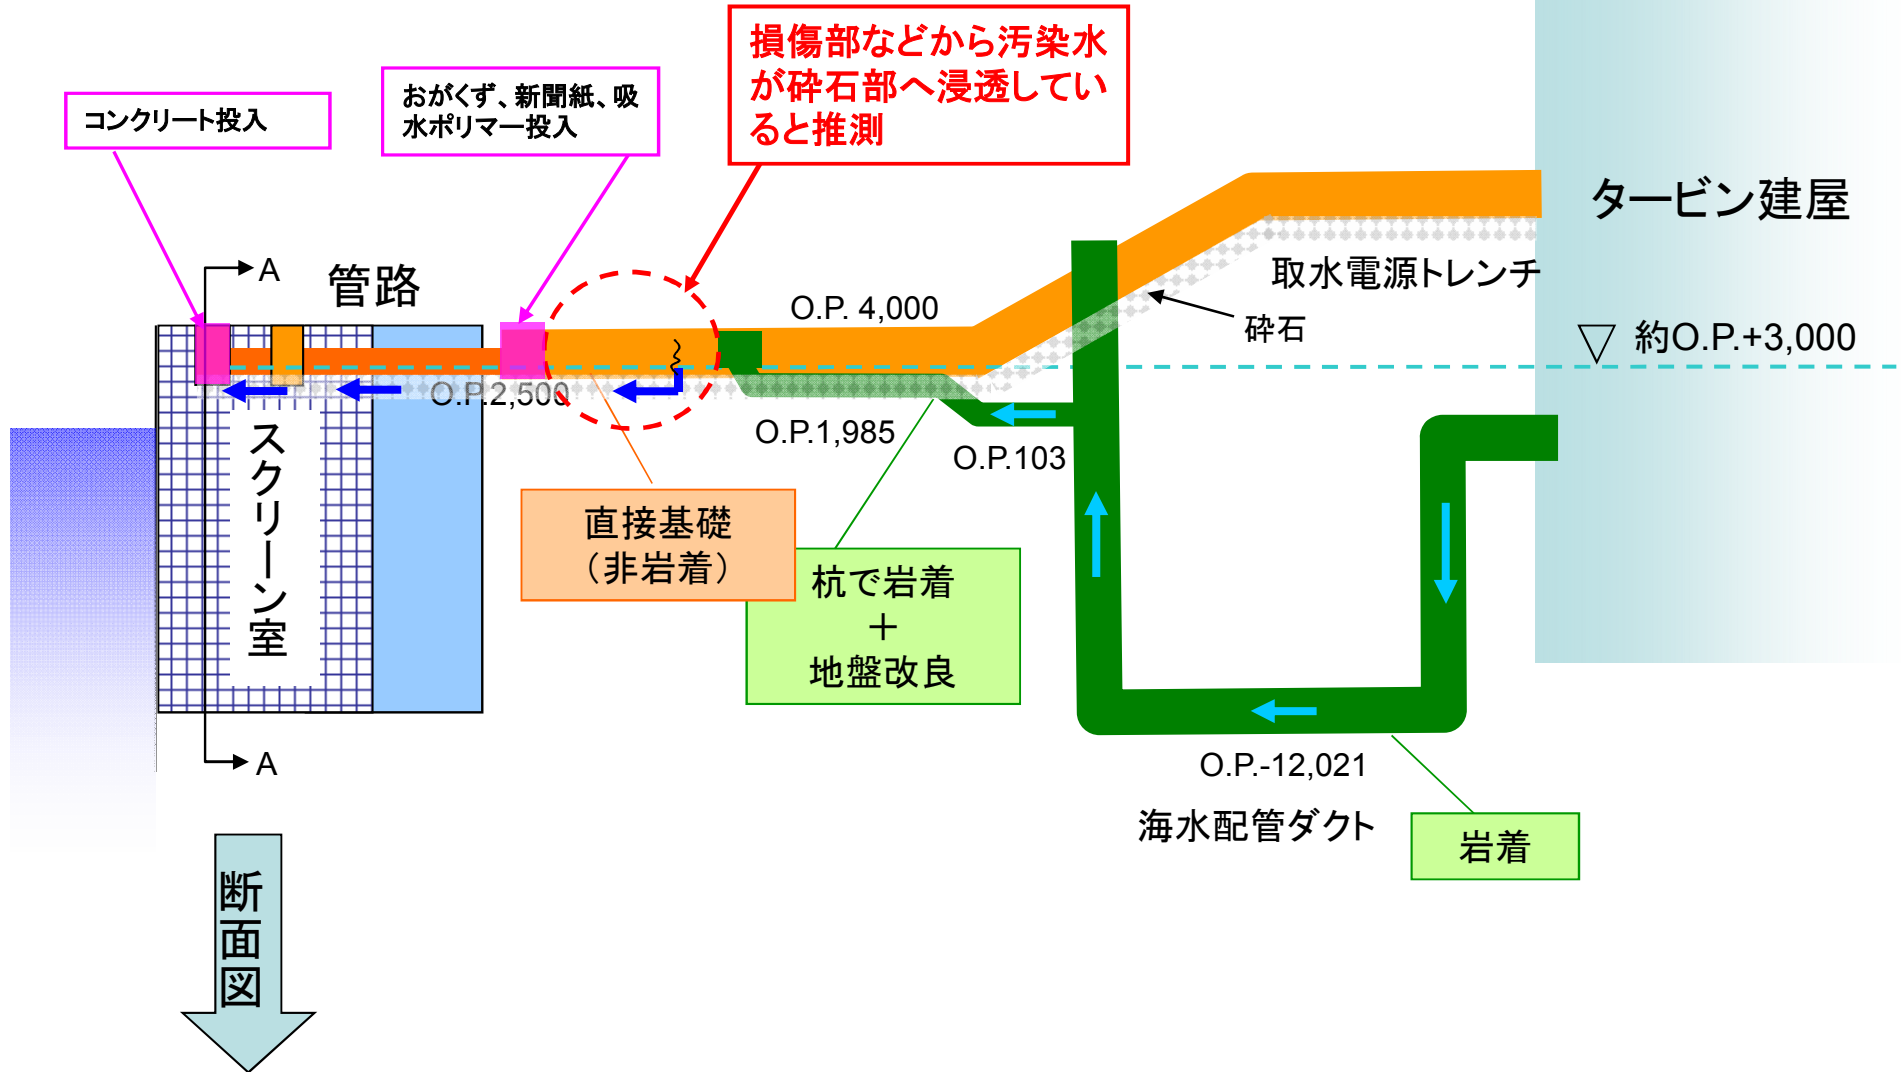 損傷部などから汚染水
が砕石部へ浸透してい
ると推測
おがくず、新聞紙、吸
水ポリマー投入
コンクリート投入
タービン建屋
A
管路
取水電源トレンチ
O.P. 4,000
砕石
約O.P.+3,000
O.P.2,500
O.P.1,985
O.P.103
スクリーン室
直接基礎
（非岩着）
杭で岩着
＋
地盤改良
A
O.P.-12,021
海水配管ダクト
岩着
断面図